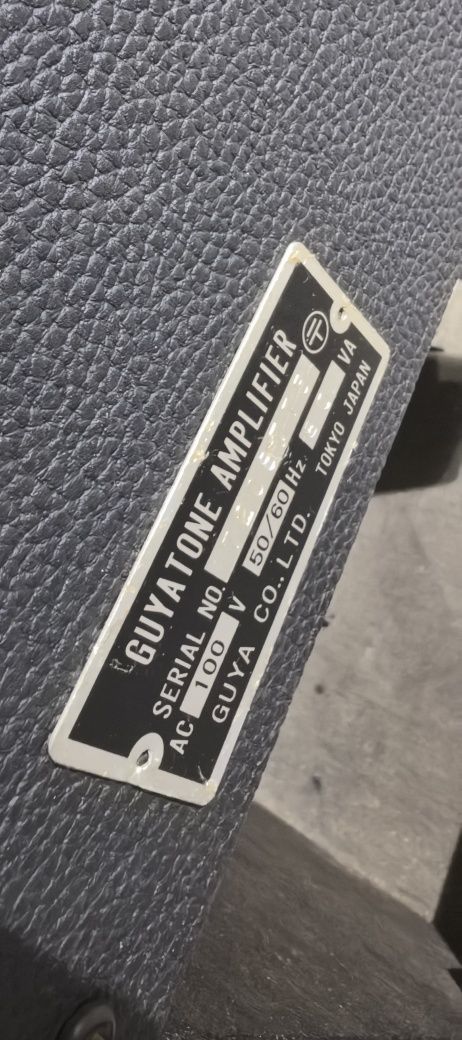 GUYATONE AMPLIFIER
SERIAL NO.
AC 100 V 50/60 Hz VA
GUYA CO., LTD. TOKYO JAPAN